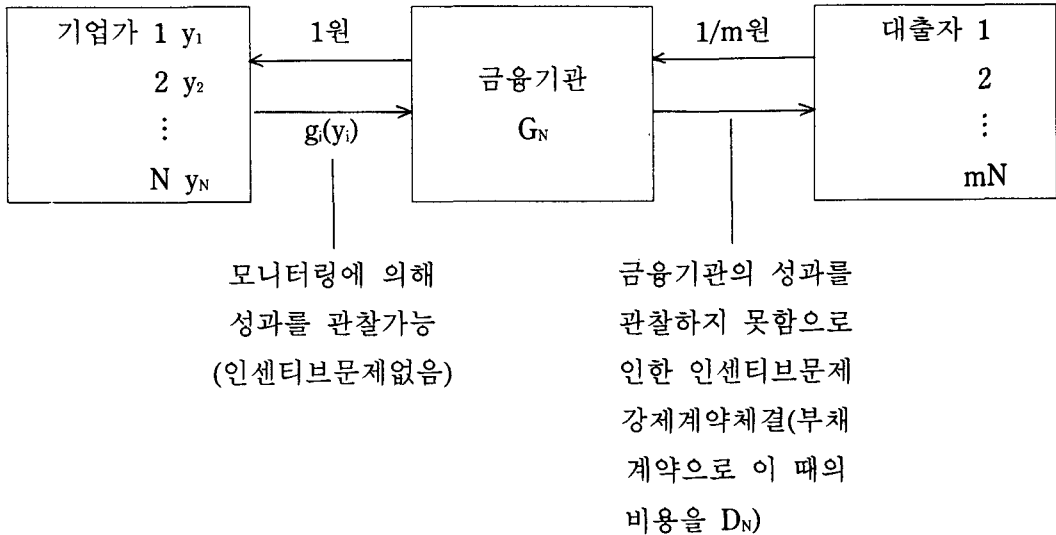 기업가 1 y₁
2 y₂
⋮
N y_N
1원
g_i(y_i)
금융기관
G_N
1/m원
대출자 1
2
⋮
mN
모니터링에 의해
성과를 관찰가능
(인센티브문제없음)
금융기관의 성과를
관찰하지 못함으로
인한 인센티브문제
강제계약체결(부채
계약으로 이 때의
비용을 D_N)